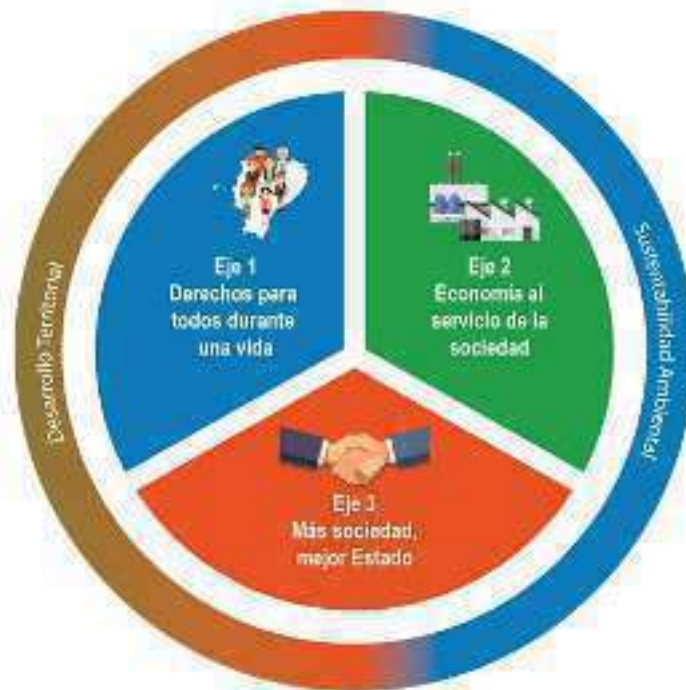 Eje 1
Derechos para
todos durante
una vida
Eje 2
Economía al
servicio de la
sociedad
Eje 3
Más sociedad,
mejor Estado
Desarrollo Territorial
Sustentabilidad Ambiental